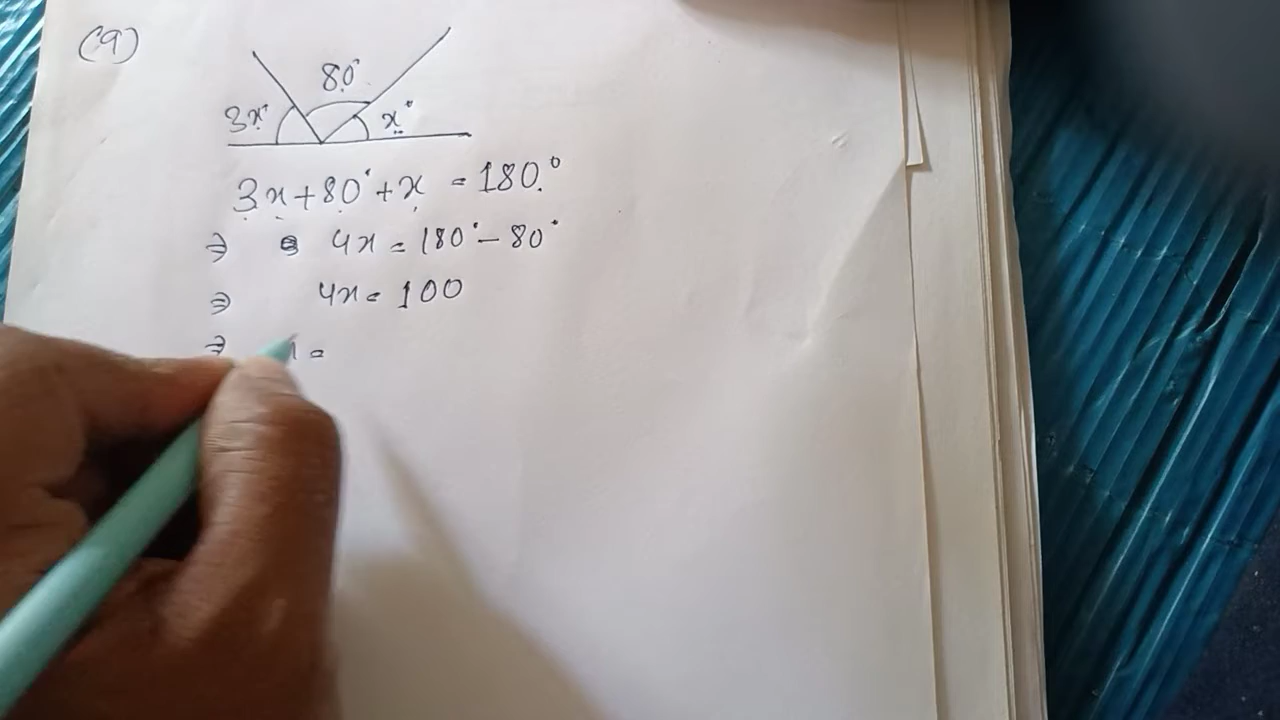 (9)
80°
3x° x°
3x+80°+x = 180°
⇒ 4x = 180° - 80°
⇒ 4x = 100
⇒ x =